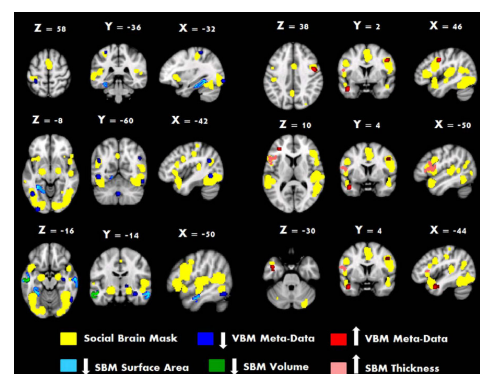 Z = 58 Y = -36 X = -32 Z = 38 Y = 2 X = 46
Z = -8 Y = -60 X = -42 Z = 10 Y = 4 X = -50
Z = -16 Y = -14 X = -50 Z = -30 Y = 4 X = -44
Social Brain Mask ↓ VBM Meta-Data ↑ VBM Meta-Data
↓ SBM Surface Area ↓ SBM Volume ↑ SBM Thickness